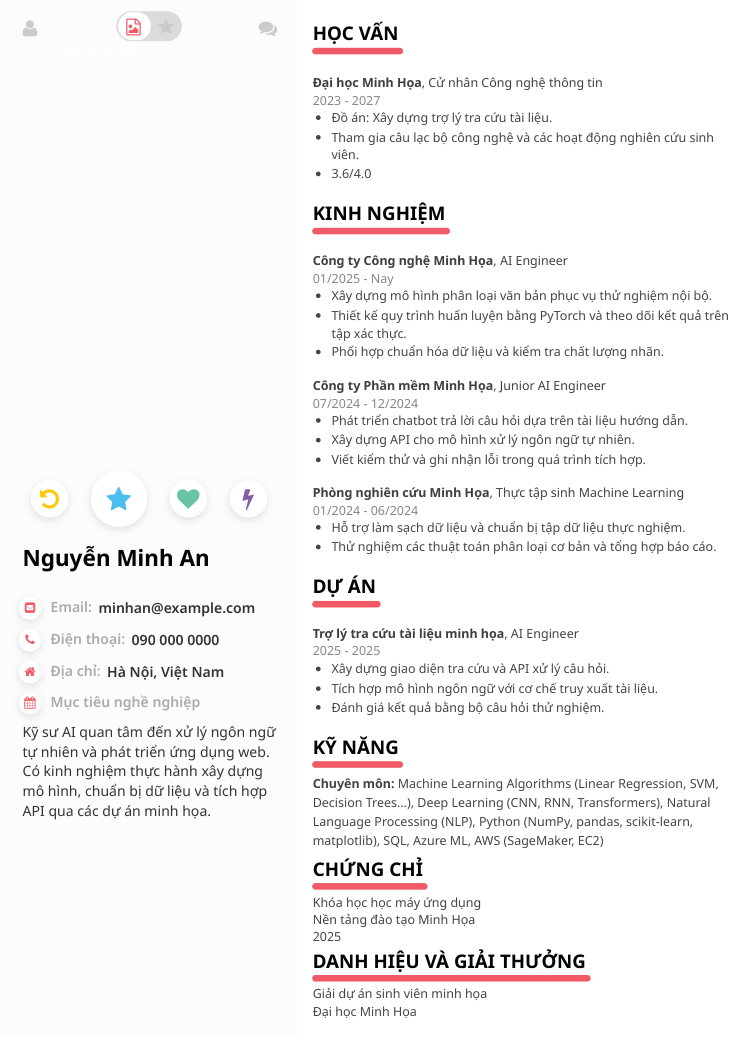 Nguyễn Minh An
Email: minhan@example.com
Điện thoại: 090 000 0000
Địa chỉ: Hà Nội, Việt Nam
Mục tiêu nghề nghiệp
Kỹ sư AI quan tâm đến xử lý ngôn ngữ
tự nhiên và phát triển ứng dụng web.
Có kinh nghiệm thực hành xây dựng
mô hình, chuẩn bị dữ liệu và tích hợp
API qua các dự án minh họa.
HỌC VẤN
Đại học Minh Họa, Cử nhân Công nghệ thông tin
2023 - 2027
• Đồ án: Xây dựng trợ lý tra cứu tài liệu.
• Tham gia câu lạc bộ công nghệ và các hoạt động nghiên cứu sinh
viên.
• 3.6/4.0
KINH NGHIỆM
Công ty Công nghệ Minh Họa, AI Engineer
01/2025 - Nay
• Xây dựng mô hình phân loại văn bản phục vụ thử nghiệm nội bộ.
• Thiết kế quy trình huấn luyện bằng PyTorch và theo dõi kết quả trên
tập xác thực.
• Phối hợp chuẩn hóa dữ liệu và kiểm tra chất lượng nhãn.
Công ty Phần mềm Minh Họa, Junior AI Engineer
07/2024 - 12/2024
• Phát triển chatbot trả lời câu hỏi dựa trên tài liệu hướng dẫn.
• Xây dựng API cho mô hình xử lý ngôn ngữ tự nhiên.
• Viết kiểm thử và ghi nhận lỗi trong quá trình tích hợp.
Phòng nghiên cứu Minh Họa, Thực tập sinh Machine Learning
01/2024 - 06/2024
• Hỗ trợ làm sạch dữ liệu và chuẩn bị tập dữ liệu thực nghiệm.
• Thử nghiệm các thuật toán phân loại cơ bản và tổng hợp báo cáo.
DỰ ÁN
Trợ lý tra cứu tài liệu minh họa, AI Engineer
2025 - 2025
• Xây dựng giao diện tra cứu và API xử lý câu hỏi.
• Tích hợp mô hình ngôn ngữ với cơ chế truy xuất tài liệu.
• Đánh giá kết quả bằng bộ câu hỏi thử nghiệm.
KỸ NĂNG
Chuyên môn: Machine Learning Algorithms (Linear Regression, SVM,
Decision Trees...), Deep Learning (CNN, RNN, Transformers), Natural
Language Processing (NLP), Python (NumPy, pandas, scikit-learn,
matplotlib), SQL, Azure ML, AWS (SageMaker, EC2)
CHỨNG CHỈ
Khóa học học máy ứng dụng
Nền tảng đào tạo Minh Họa
2025
DANH HIỆU VÀ GIẢI THƯỞNG
Giải dự án sinh viên minh họa
Đại học Minh Họa